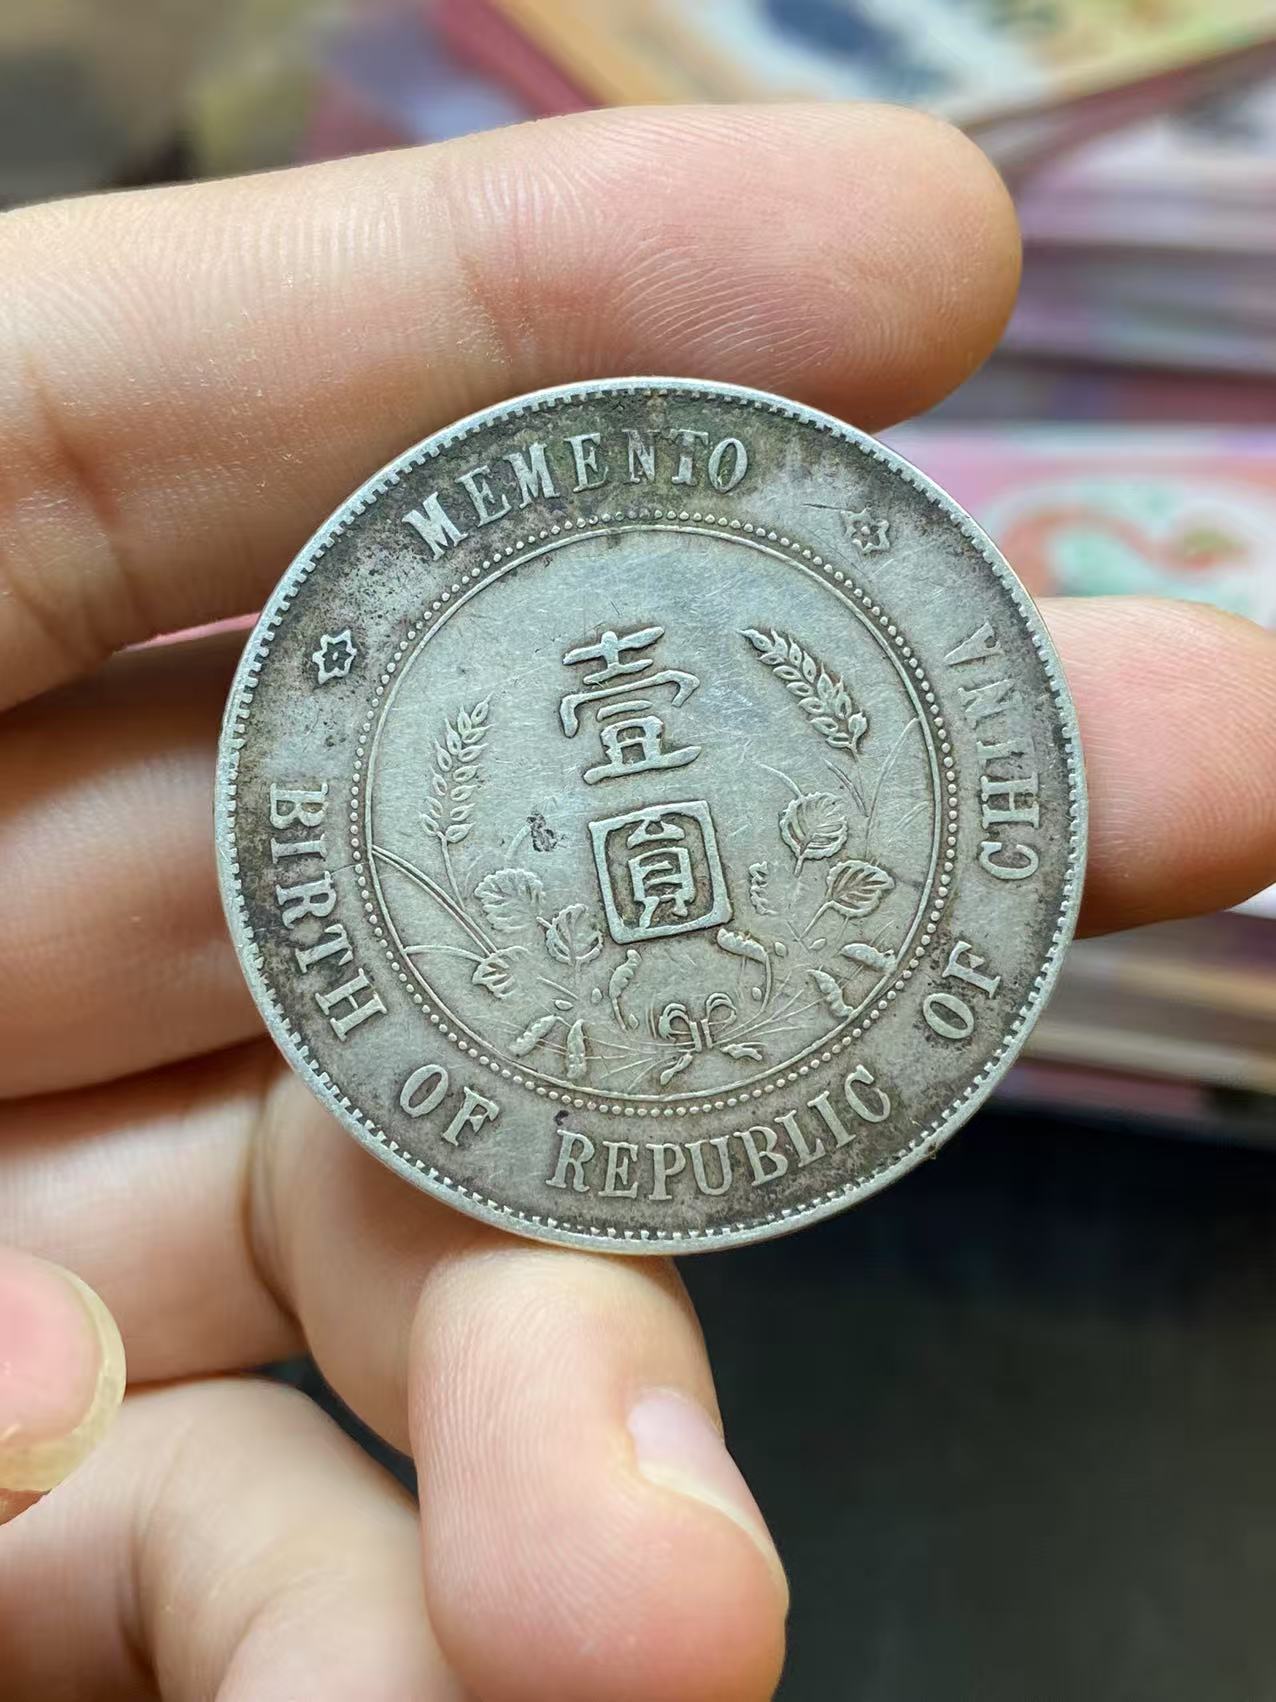 MEMENTO
壹
圓
BIRTH OF REPUBLIC OF CHINA